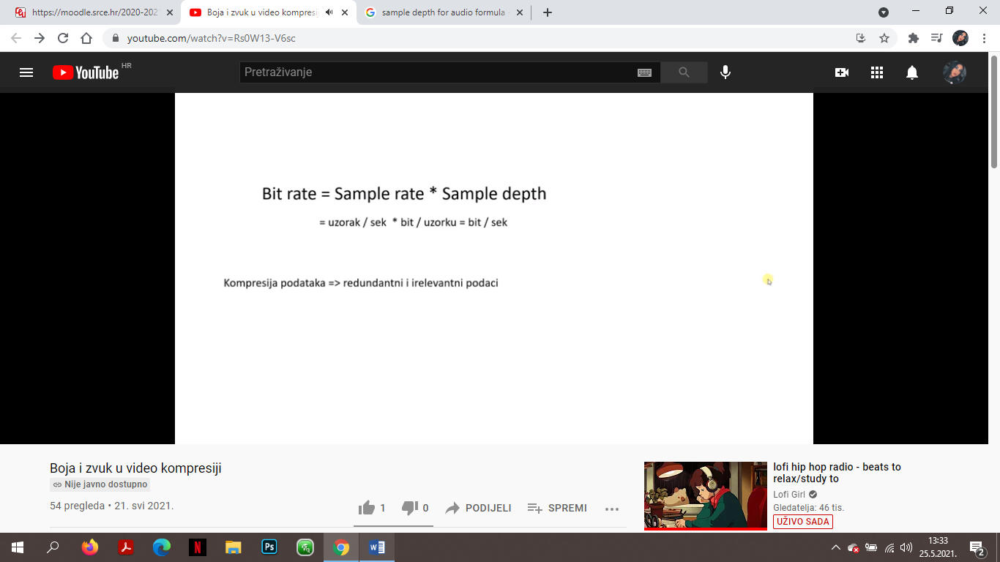 https://moodle.srce.hr/2020-202
Boja i zvuk u video kompresiji
sample depth for audio formula
youtube.com/watch?v=Rs0W13-V6sc
YouTube HR
Pretraživanje
Bit rate = Sample rate * Sample depth
= uzorak / sek * bit / uzorku = bit / sek
Kompresija podataka => redundantni i irelevantni podaci
Boja i zvuk u video kompresiji
Nije javno dostupno
54 pregleda • 21. svi 2021.
1
0
PODIJELI
SPREMI
lofi hip hop radio - beats to
relax/study to
Lofi Girl
Gledatelja: 46 tis.
UŽIVO SADA
N
Ps
W
13:33
25.5.2021.
2